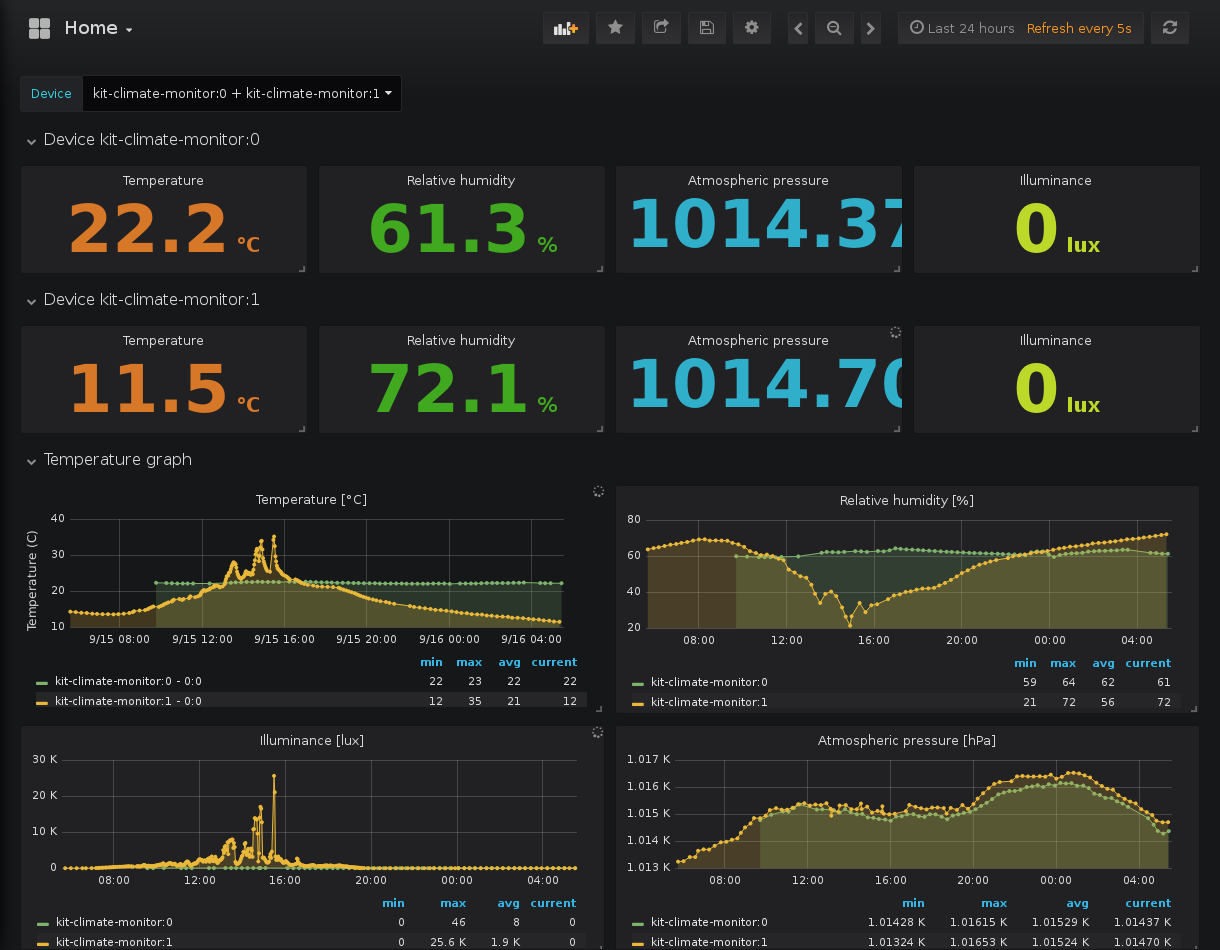 Home
Last 24 hours Refresh every 5s
Device kit-climate-monitor:0 + kit-climate-monitor:1
Device kit-climate-monitor:0
Temperature Relative humidity Atmospheric pressure Illuminance
22.2 °C 61.3 % 1014.37 0 lux
Device kit-climate-monitor:1
Temperature Relative humidity Atmospheric pressure Illuminance
11.5 °C 72.1 % 1014.70 0 lux
Temperature graph
Temperature [°C]
Temperature (C)
40
30
20
10
9/15 08:00 9/15 12:00 9/15 16:00 9/15 20:00 9/16 00:00 9/16 04:00
min max avg current
kit-climate-monitor:0 - 0:0 22 23 22 22
kit-climate-monitor:1 - 0:0 12 35 21 12
Relative humidity [%]
80
60
40
20
08:00 12:00 16:00 20:00 00:00 04:00
min max avg current
kit-climate-monitor:0 59 64 62 61
kit-climate-monitor:1 21 72 56 72
Illuminance [lux]
30 K
20 K
10 K
0
08:00 12:00 16:00 20:00 00:00 04:00
min max avg current
kit-climate-monitor:0 0 46 8 0
kit-climate-monitor:1 0 25.6 K 1.9 K 0
Atmospheric pressure [hPa]
1.017 K
1.016 K
1.015 K
1.014 K
1.013 K
08:00 12:00 16:00 20:00 00:00 04:00
min max avg current
kit-climate-monitor:0 1.01428 K 1.01615 K 1.01529 K 1.01437 K
kit-climate-monitor:1 1.01324 K 1.01653 K 1.01524 K 1.01470 K